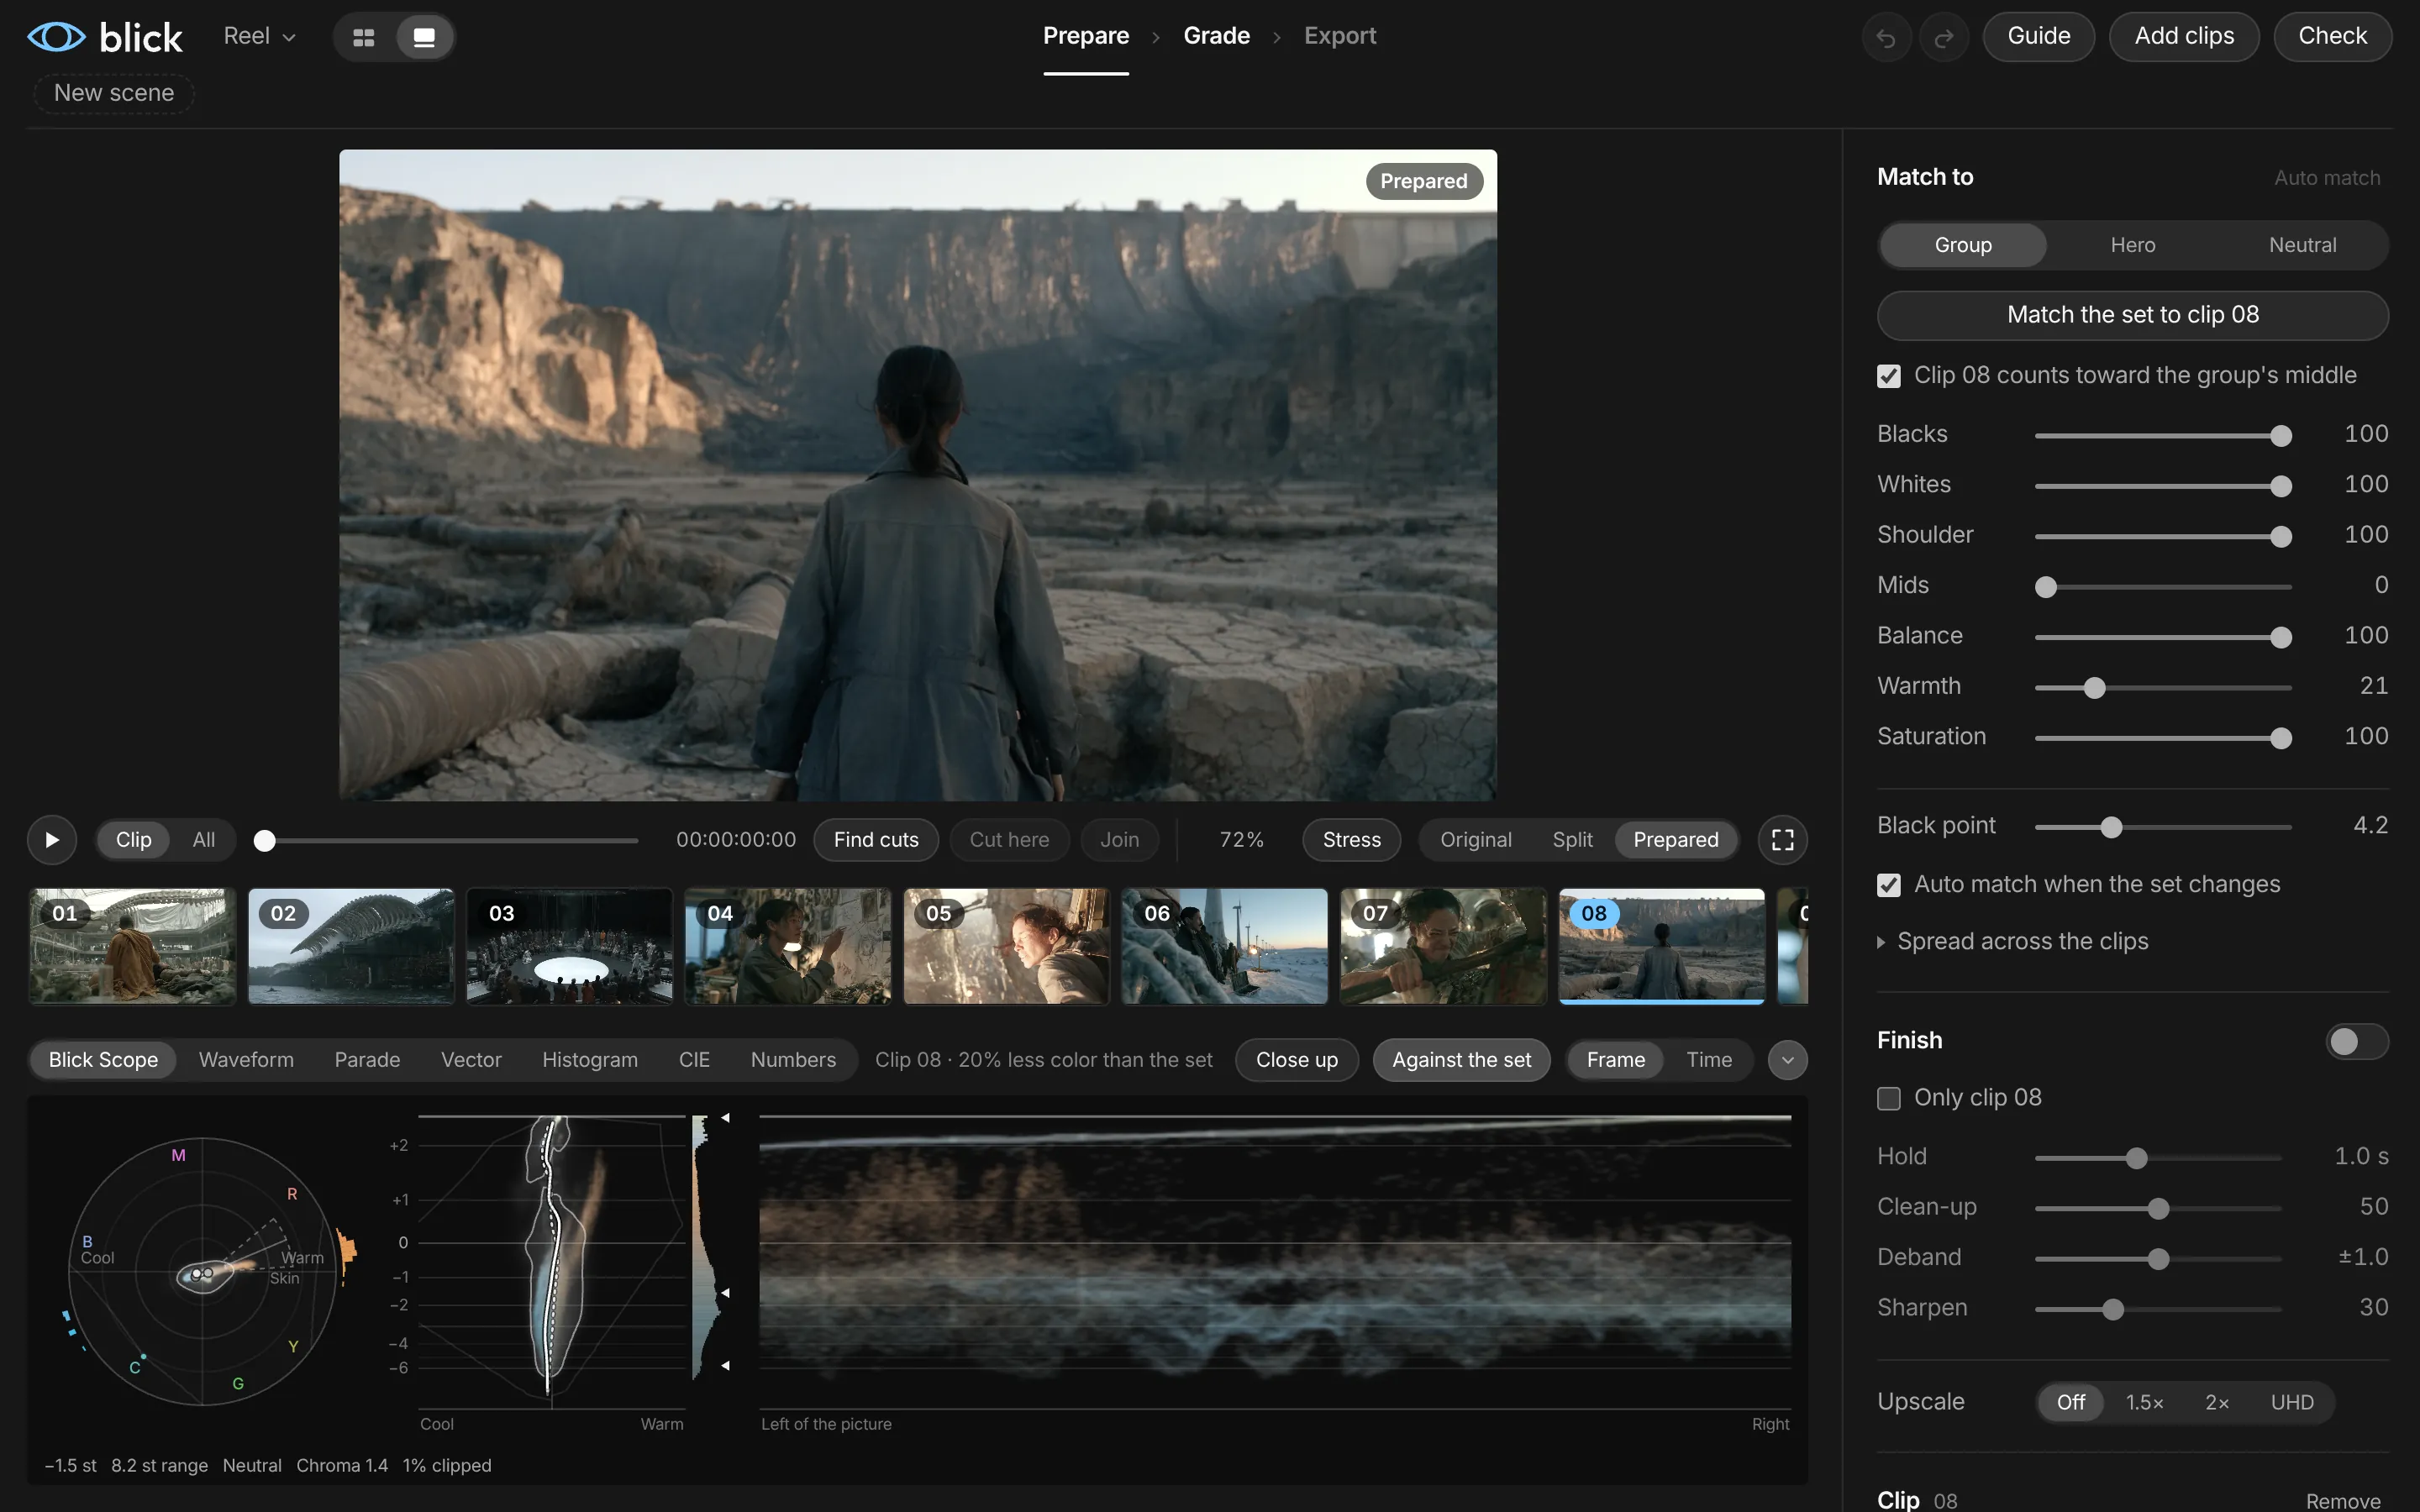 blick
Reel
Prepare
Grade
Export
Guide
Add clips
Check
New scene
Prepared
Match to
Auto match
Group
Hero
Neutral
Match the set to clip 08
Clip 08 counts toward the group's middle
Blacks 100
Whites 100
Shoulder 100
Mids 0
Balance 100
Warmth 21
Saturation 100
Black point 4.2
Auto match when the set changes
Spread across the clips
Clip
All
00:00:00:00
Find cuts
Cut here
Join
72%
Stress
Original
Split
Prepared
01
02
03
04
05
06
07
08
Blick Scope
Waveform
Parade
Vector
Histogram
CIE
Numbers
Clip 08 · 20% less color than the set
Close up
Against the set
Frame
Time
M
R
B
Cool
Warm
Skin
Y
C
G
+2
+1
0
−1
−2
−4
−6
Cool
Warm
Left of the picture
Right
−1.5 st 8.2 st range Neutral Chroma 1.4 1% clipped
Finish
Only clip 08
Hold 1.0 s
Clean-up 50
Deband ±1.0
Sharpen 30
Upscale
Off
1.5×
2×
UHD
Clip 08
Remove